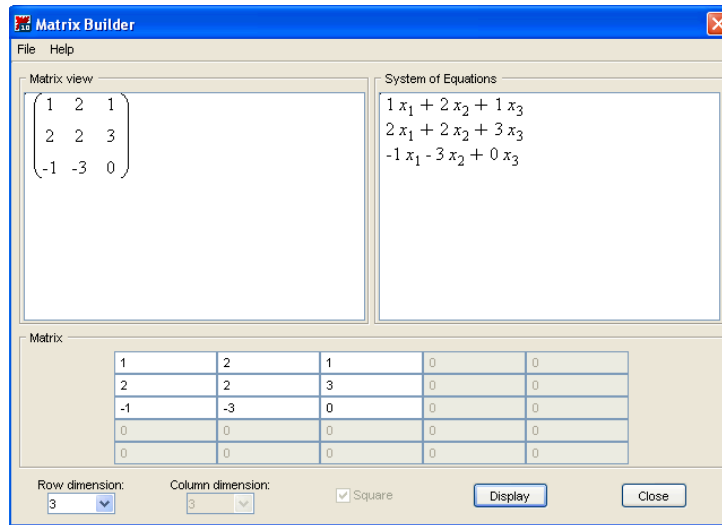 Matrix Builder
File Help
Matrix view
1 2 1
2 2 3
-1 -3 0
System of Equations
1 x₁ + 2 x₂ + 1 x₃
2 x₁ + 2 x₂ + 3 x₃
-1 x₁ - 3 x₂ + 0 x₃
Matrix
1 2 1 0 0
2 2 3 0 0
-1 -3 0 0 0
0 0 0 0 0
0 0 0 0 0
Row dimension: Column dimension:
3 3 Square Display Close